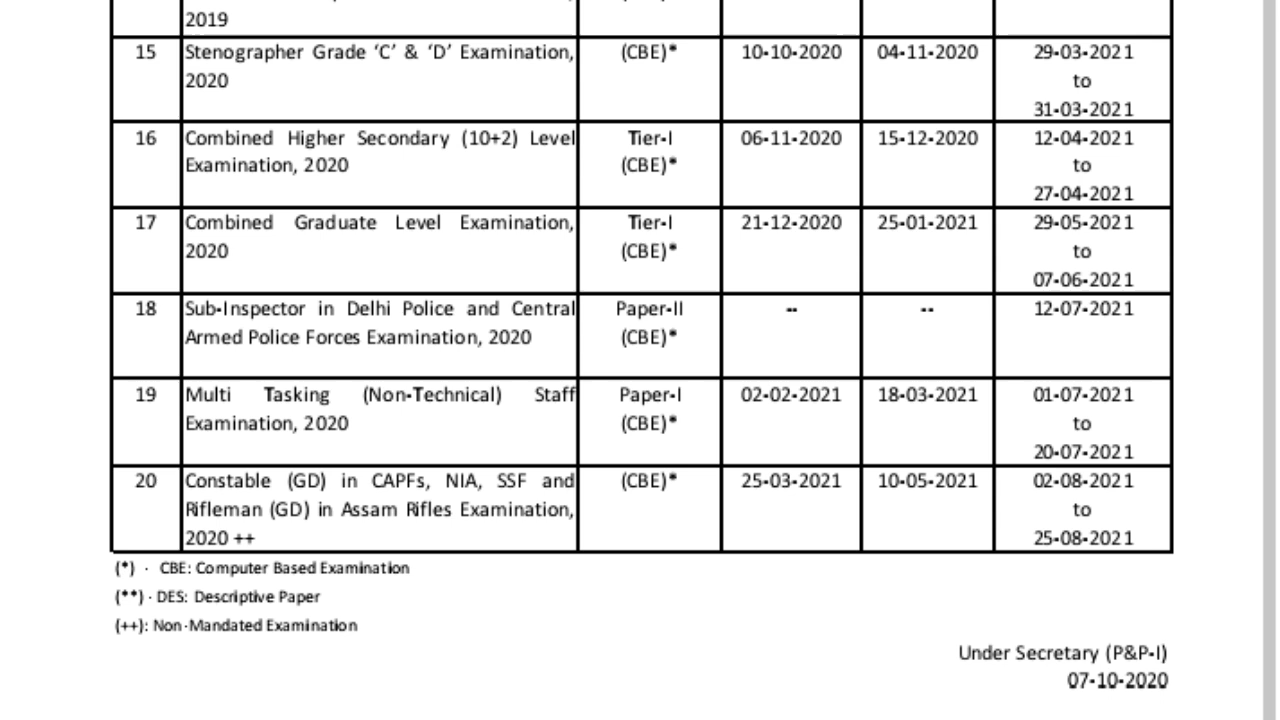 2019
15 Stenographer Grade ‘C’ & ‘D’ Examination, (CBE)* 10-10-2020 04-11-2020 29-03-2021
2020 to
31-03-2021
16 Combined Higher Secondary (10+2) Level Tier-I 06-11-2020 15-12-2020 12-04-2021
Examination, 2020 (CBE)* to
27-04-2021
17 Combined Graduate Level Examination, Tier-I 21-12-2020 25-01-2021 29-05-2021
2020 (CBE)* to
07-06-2021
18 Sub-Inspector in Delhi Police and Central Paper-II -- -- 12-07-2021
Armed Police Forces Examination, 2020 (CBE)*
19 Multi Tasking (Non-Technical) Staff Paper-I 02-02-2021 18-03-2021 01-07-2021
Examination, 2020 (CBE)* to
20-07-2021
20 Constable (GD) in CAPFs, NIA, SSF and (CBE)* 25-03-2021 10-05-2021 02-08-2021
Rifleman (GD) in Assam Rifles Examination, to
2020 ++ 25-08-2021
(*) - CBE: Computer Based Examination
(**) - DES: Descriptive Paper
(++): Non-Mandated Examination
Under Secretary (P&P-I)
07-10-2020